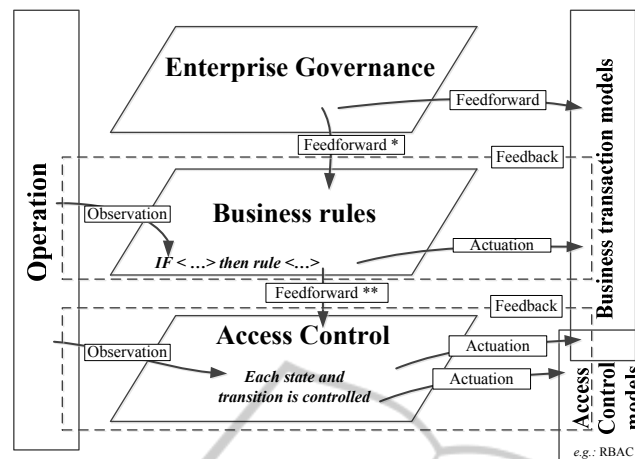 Enterprise Governance
Feedforward
Feedforward *
Feedback
Operation
Observation
Business rules
IF < ...> then rule <...>
Actuation
Business transaction models
Feedforward **
Feedback
Access Control
Observation
Each state and
transition is controlled
Actuation
Actuation
Access
Control
models
e.g.: RBAC